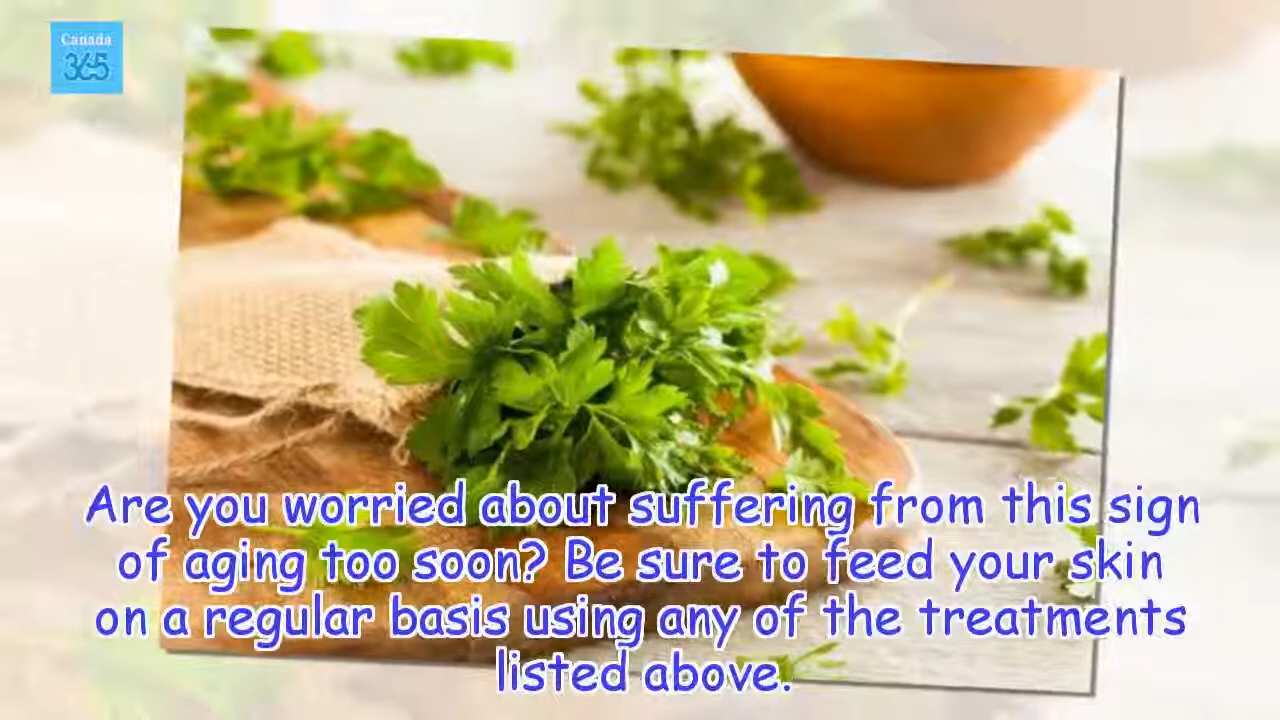 Canada
365
Are you worried about suffering from this sign
of aging too soon? Be sure to feed your skin
on a regular basis using any of the treatments
listed above.